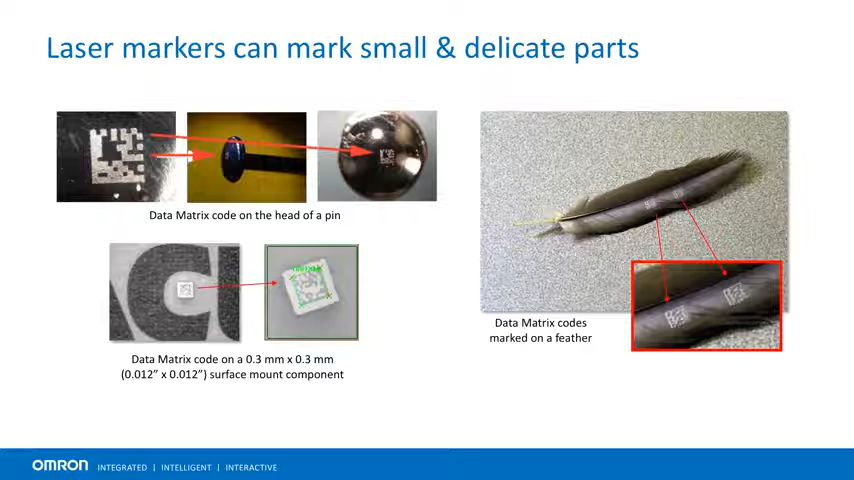 Laser markers can mark small & delicate parts
Data Matrix code on the head of a pin
Data Matrix code on a 0.3 mm x 0.3 mm
(0.012” x 0.012”) surface mount component
Data Matrix codes
marked on a feather
OMRON INTEGRATED | INTELLIGENT | INTERACTIVE